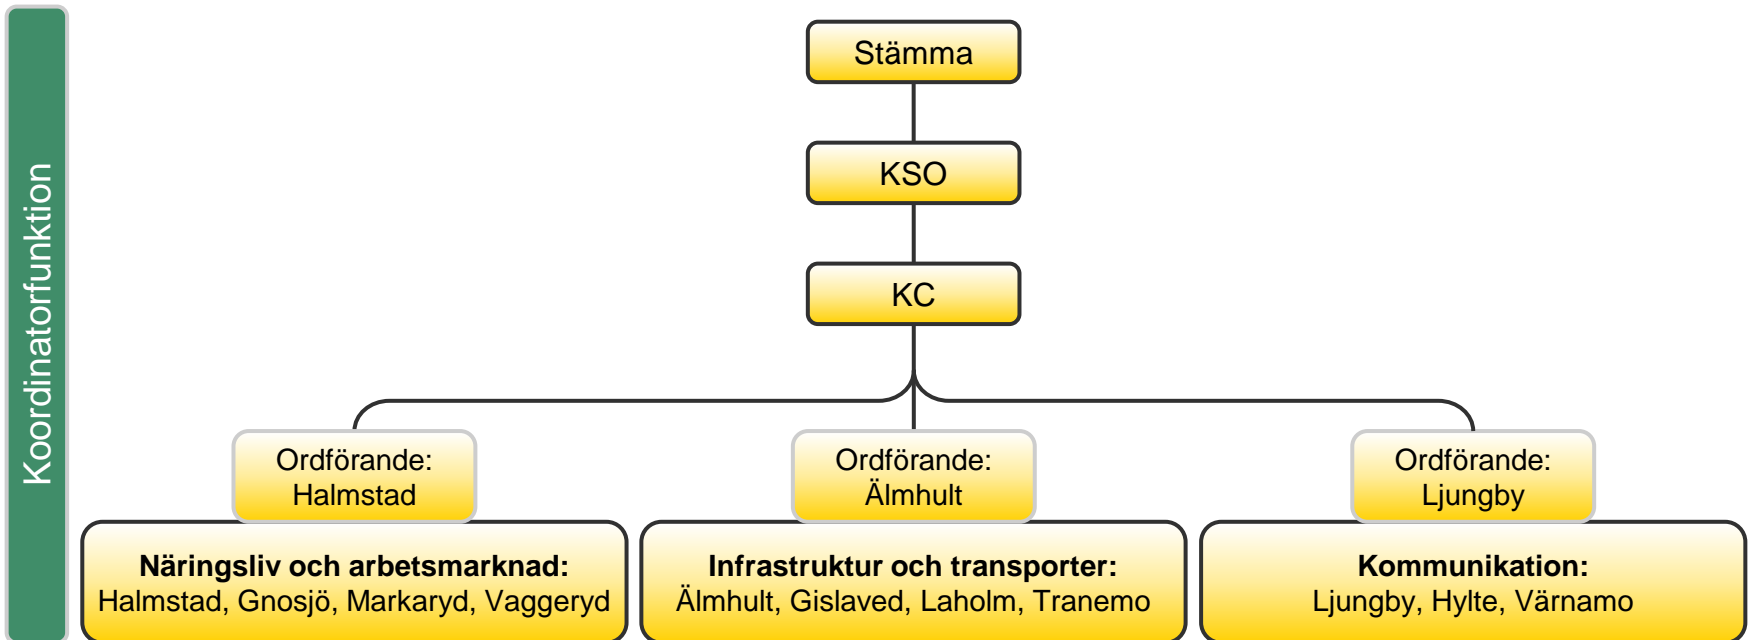 Koordinatorfunktion
Stämma
KSO
KC
Ordförande:
Halmstad
Näringsliv och arbetsmarknad:
Halmstad, Gnosjö, Markaryd, Vaggeryd
Ordförande:
Älmhult
Infrastruktur och transporter:
Älmhult, Gislaved, Laholm, Tranemo
Ordförande:
Ljungby
Kommunikation:
Ljungby, Hylte, Värnamo